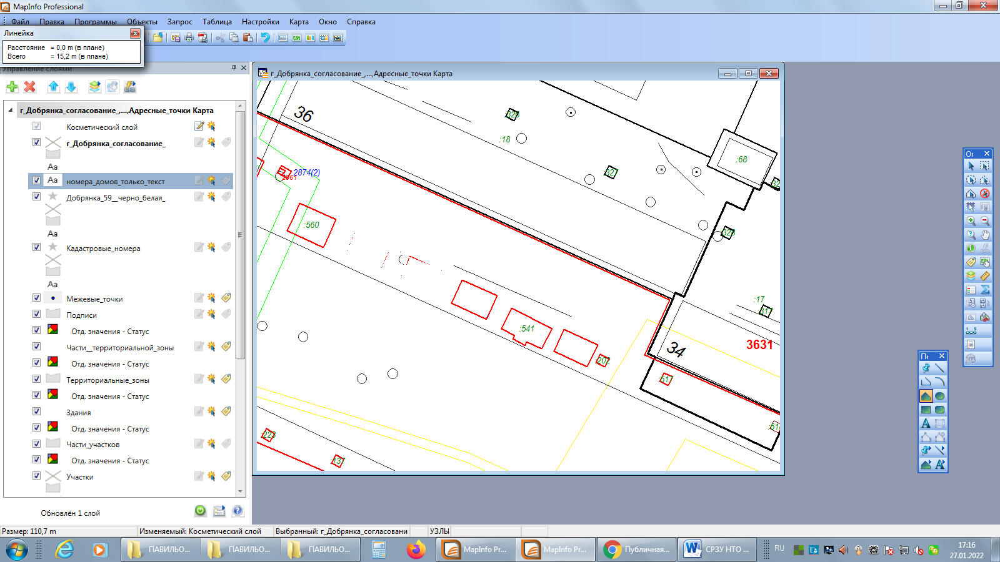 MapInfo Professional
Файл Правка Программы Объекты Запрос Таблица Настройки Карта Окно Справка
Линейка
Расстояние = 0,0 m (в плане)
Всего = 15,2 m (в плане)
Управление слоями
г_Добрянка_согласование_,...,Адресные_точки Карта
Косметический слой
г_Добрянка_согласование_
Aa
Aa номера_домов_только_текст
Добрянка_59__черно_белая_
Aa
Кадастровые_номера
Aa
Межевые_точки
Подписи
Отд. значения - Статус
Части__территориальной_зоны
Отд. значения - Статус
Территориальные_зоны
Отд. значения - Статус
Здания
Отд. значения - Статус
Части_участков
Отд. значения - Статус
Участки
Обновлён 1 слой
г_Добрянка_согласование_,...,Адресные_точки Карта
36
:18
:68
2874(2)
:560
:541
:17
34
3631
202
:617
:223
:137
Размер: 110,7 m
Изменяемый: Косметический слой
Выбранный: г_Добрянка_согласовани
УЗЛЫ
ПАВИЛЬО...
ПАВИЛЬО...
ПАВИЛЬО...
MapInfo Pr...
MapInfo Pr...
Публичная...
СРЗУ НТО ...
RU
17:16
27.01.2022